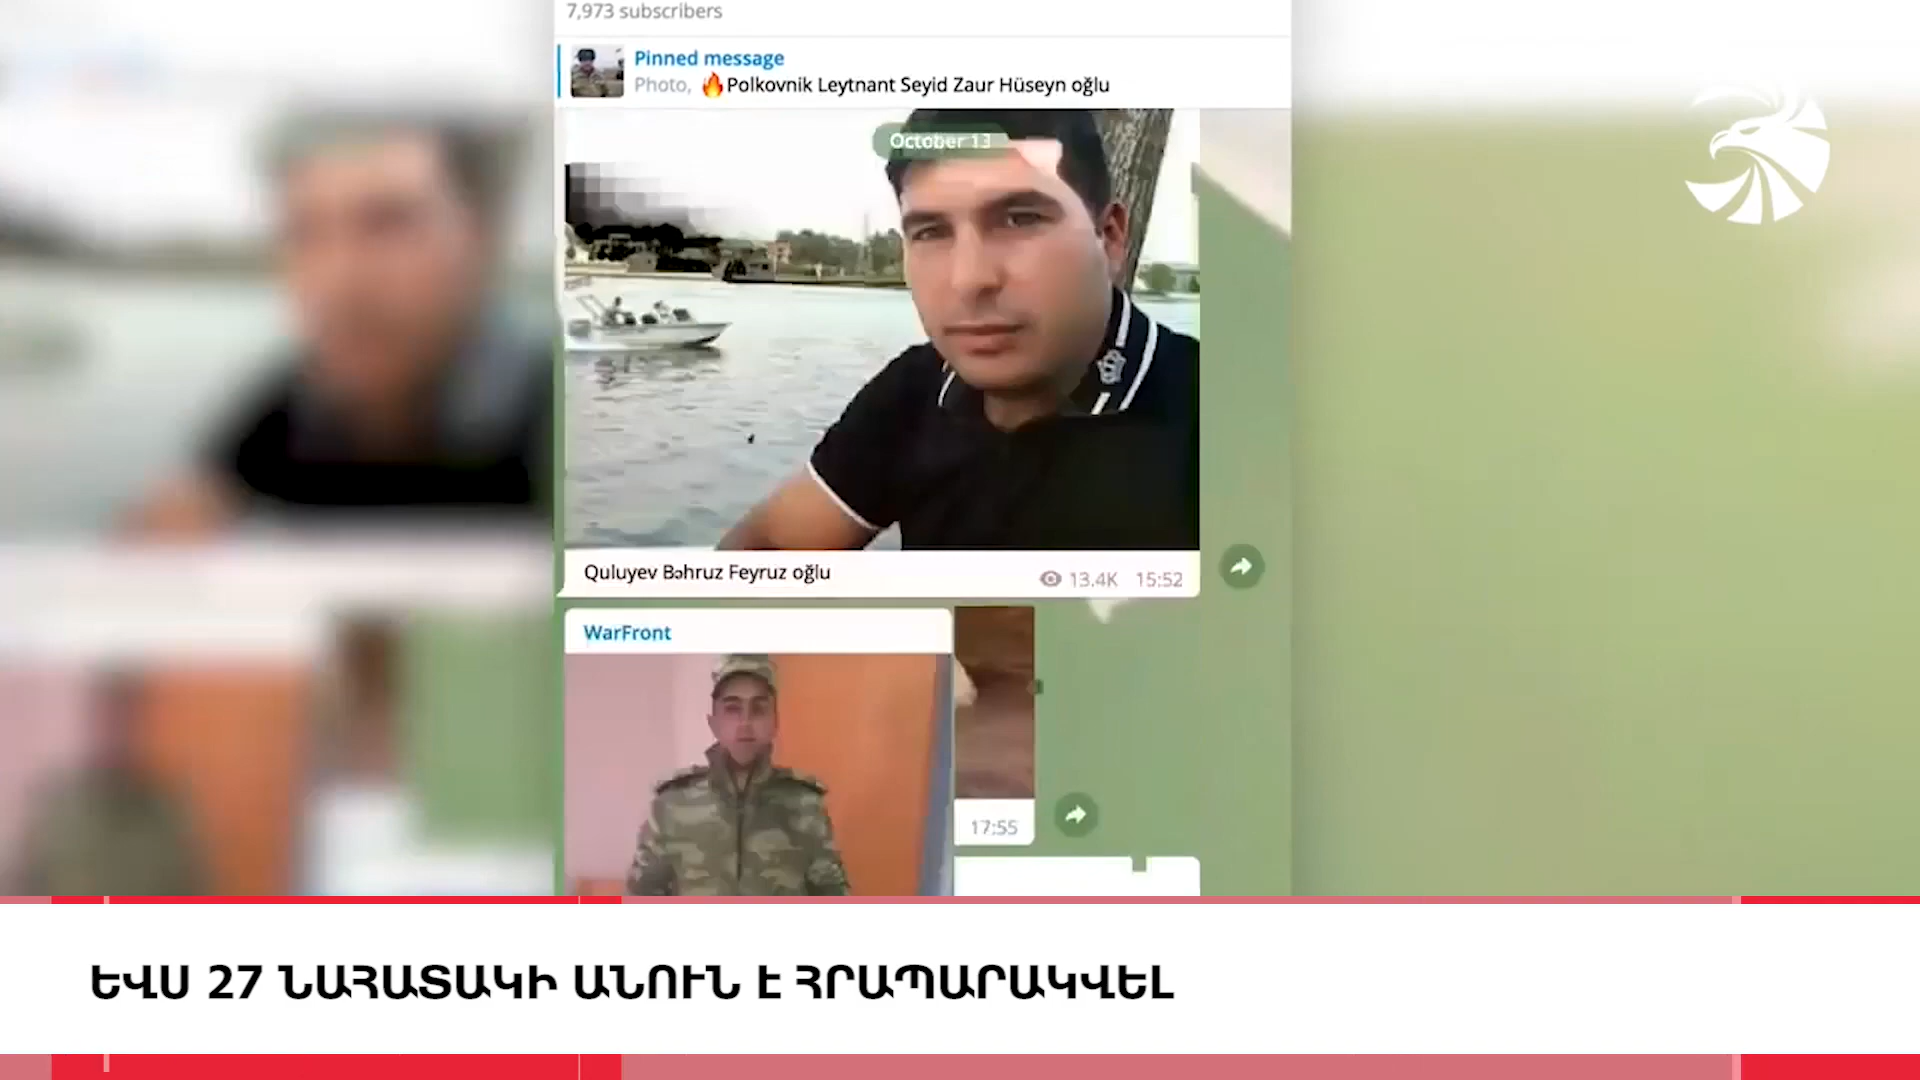 7,973 subscribers
Pinned message
Photo, 🔥Polkovnik Leytnant Seyid Zaur Hüseyn oğlu
October 13
Quluyev Bəhruz Feyruz oğlu
13.4K 15:52
WarFront
17:55
ԵՎՍ 27 ՆԱՀԱՏԱԿԻ ԱՆՈՒՆ Է ՀՐԱՊԱՐԱԿՎԵԼ